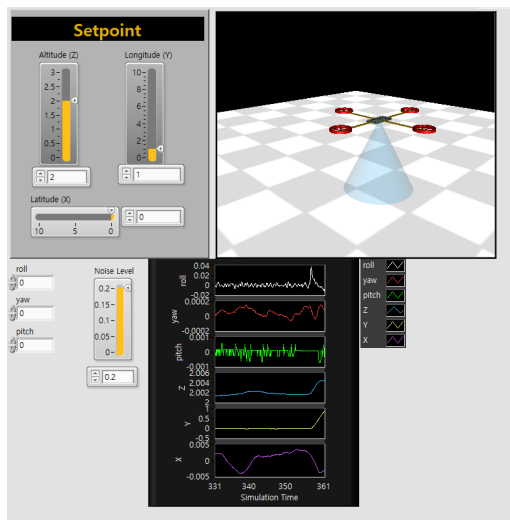 Setpoint
Altitude (Z)
Longitude (Y)
3
2.5
2
1.5
1
0.5
0
2
10
8
6
4
2
0
1
Latitude (X)
10 5 0
0
roll
0
yaw
0
pitch
0
Noise Level
0.2
0.15
0.1
0.05
0
0.2
roll
0.04
0.02
0
-0.02
yaw
0.0002
0
-0.0002
pitch
0.001
0
-0.001
Z
2.006
2.004
2.002
2
Y
1
0.5
0
-0.5
X
0.005
0
-0.005
331 340 350 361
Simulation Time
roll
yaw
pitch
Z
Y
X